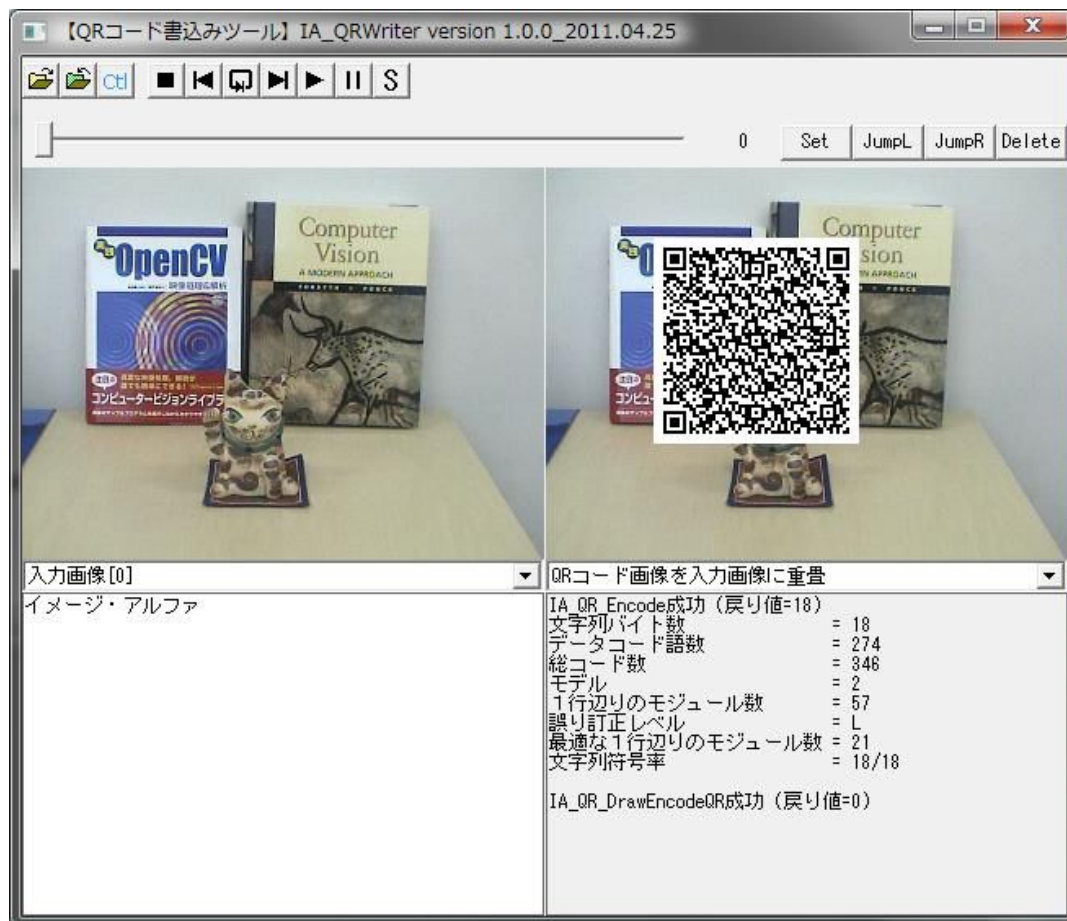 【QRコード書込みツール】IA_QRWriter version 1.0.0_2011.04.25
Ctl
S
0
Set
JumpL
JumpR
Delete
OpenCV
コンピュータービジョンライブラ
Computer
Vision
A MODERN APPROACH
FORSYTH • PONCE
Computer
sion
APPROACH
PONCE
コンピュ
入力画像[0]
QRコード画像を入力画像に重畳
イメージ・アルファ
IA_QR_Encode成功（戻り値=18）
文字列バイト数 = 18
データコード語数 = 274
総コード数 = 346
モデル = 2
１行辺りのモジュール数 = 57
誤り訂正レベル = L
最適な１行辺りのモジュール数 = 21
文字列符号率 = 18/18
IA_QR_DrawEncodeQR成功（戻り値=0）